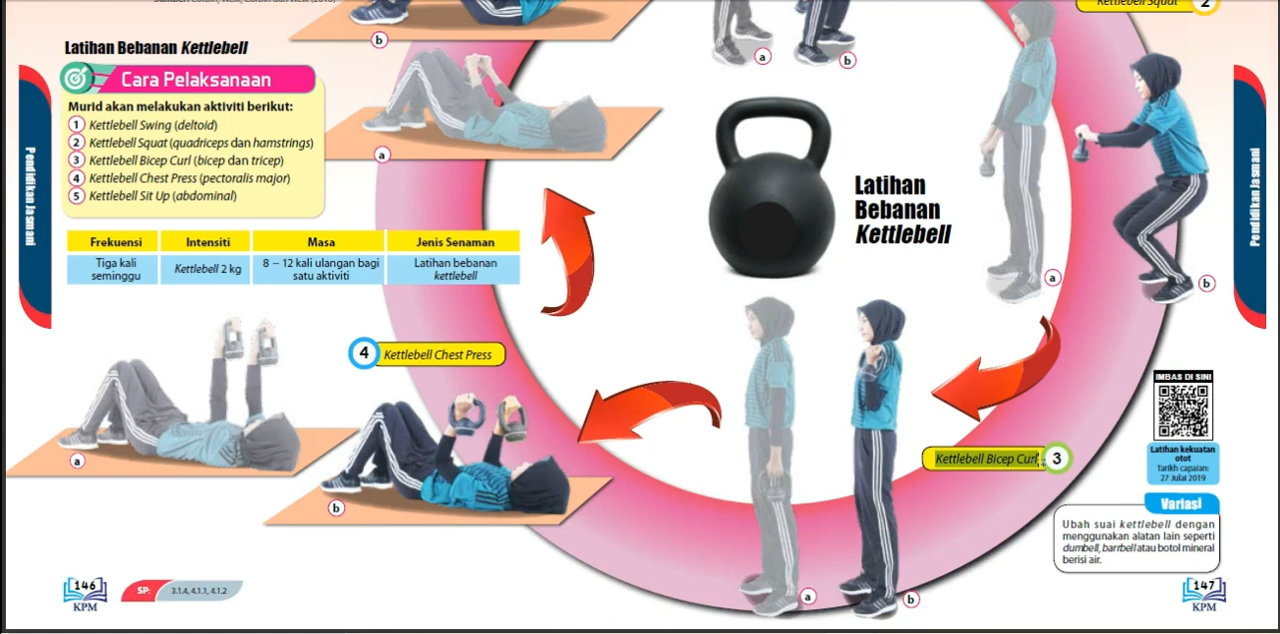 Kettlebell Squat 2
b
a
b
Latihan Bebanan Kettlebell
Cara Pelaksanaan
Murid akan melakukan aktiviti berikut:
1 Kettlebell Swing (deltoid)
2 Kettlebell Squat (quadriceps dan hamstrings)
3 Kettlebell Bicep Curl (bicep dan tricep)
4 Kettlebell Chest Press (pectoralis major)
5 Kettlebell Sit Up (abdominal)
a
Pendidikan Jasmani
Frekuensi Intensiti Masa Jenis Senaman
Tiga kali seminggu Kettlebell 2 kg 8 – 12 kali ulangan bagi satu aktiviti Latihan bebanan kettlebell
Latihan
Bebanan
Kettlebell
a
b
Pendidikan Jasmani
4 Kettlebell Chest Press
a
b
Kettlebell Bicep Curl 3
a
b
IMBAS DI SINI
Latihan kekuatan
otot
Tarikh capaian:
27 Julai 2019
Variasi
Ubah suai kettlebell dengan
menggunakan alatan lain seperti
dumbell, barrbell atau botol mineral
berisi air.
146
KPM
SP: 3.1.4, 4.1.1, 4.1.2
147
KPM